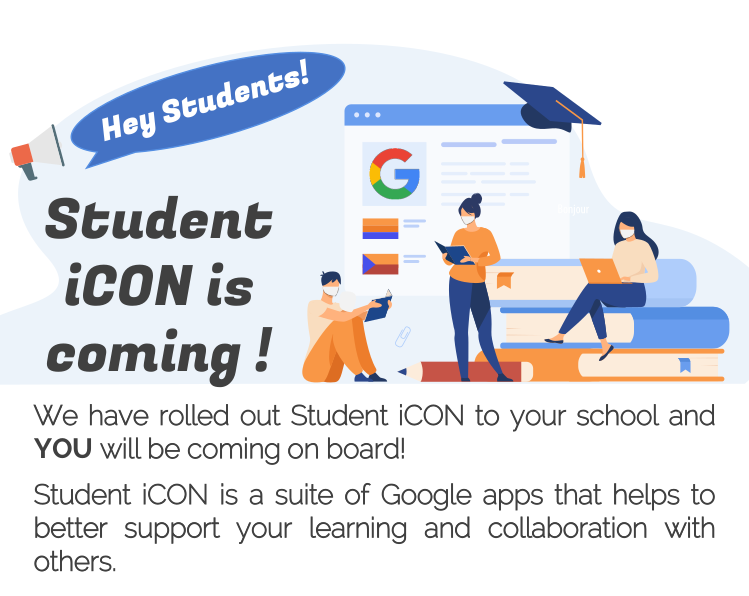 Hey Students!
Student
iCON is
coming !
We have rolled out Student iCON to your school and
YOU will be coming on board!
Student iCON is a suite of Google apps that helps to
better support your learning and collaboration with
others.